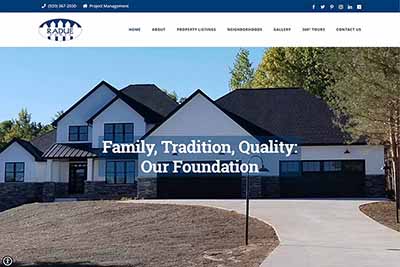 (920) 367-2930 Project Management
RADUE
HOME ABOUT PROPERTY LISTINGS NEIGHBORHOODS GALLERY 360° TOURS CONTACT US
Family, Tradition, Quality:
Our Foundation